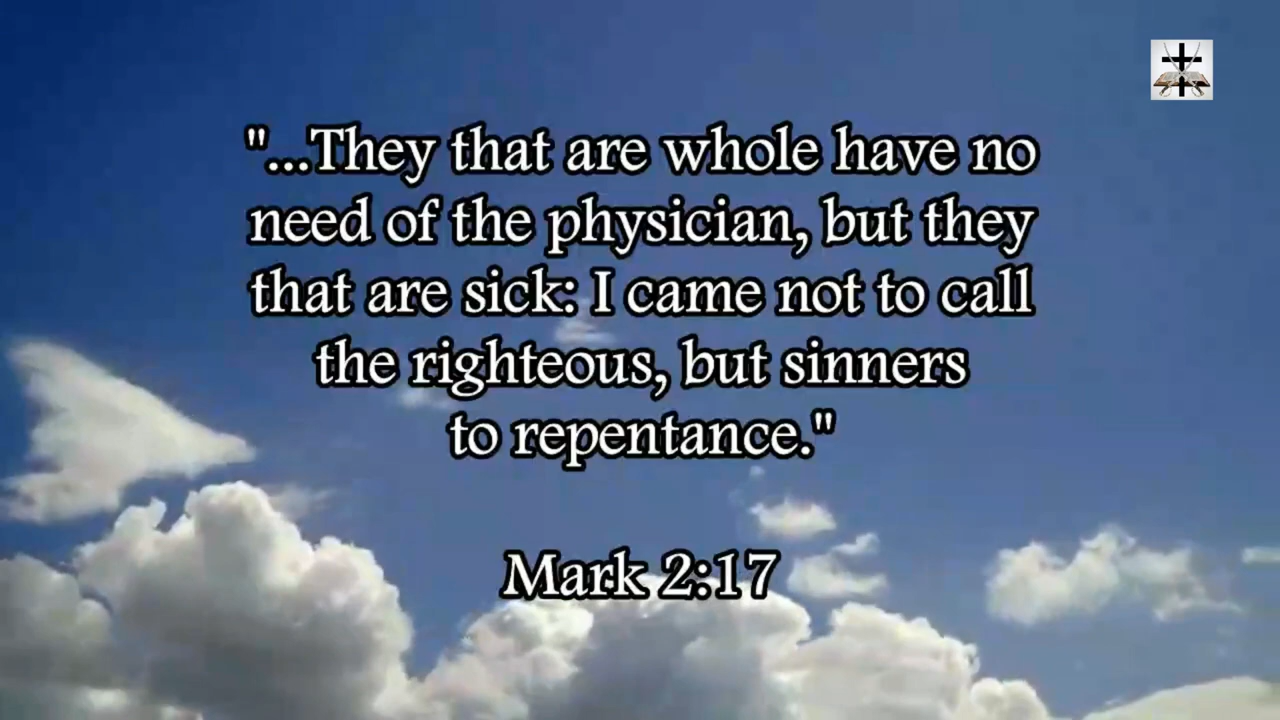 "...They that are whole have no
need of the physician, but they
that are sick: I came not to call
the righteous, but sinners
to repentance."
Mark 2:17